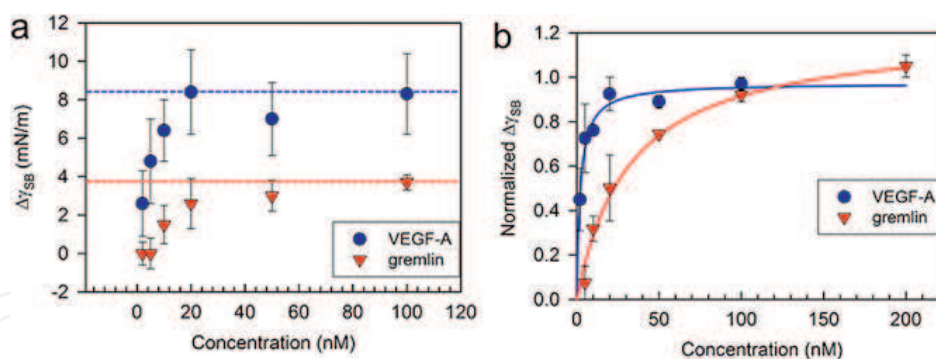 a
12
10
8
6
4
2
0
-2
ΔγSB (mN/m)
VEGF-A
gremlin
0 20 40 60 80 100 120
Concentration (nM)
b
1.2
1.0
0.8
0.6
0.4
0.2
0.0
Normalized ΔγSB
VEGF-A
gremlin
0 50 100 150 200
Concentration (nM)